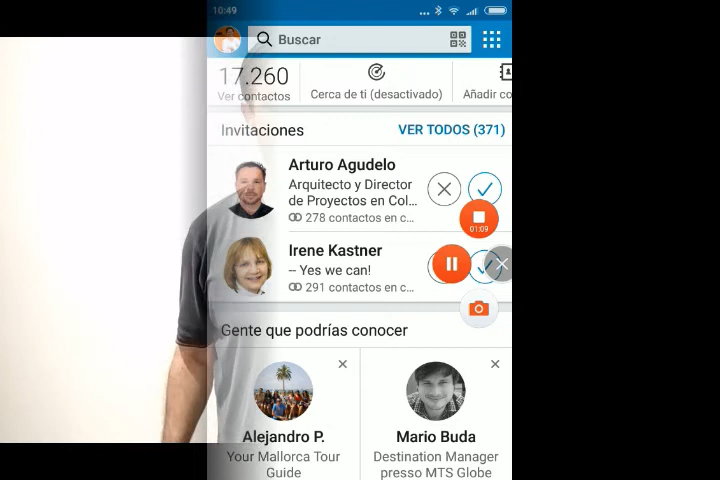 10:49
Buscar
17.260
Ver contactos
Cerca de ti (desactivado)
Añadir co
Invitaciones
VER TODOS (371)
Arturo Agudelo
Arquitecto y Director
de Proyectos en Col...
278 contactos en c...
01:09
Irene Kastner
-- Yes we can!
291 contactos en c...
Gente que podrías conocer
Alejandro P.
Your Mallorca Tour
Guide
Mario Buda
Destination Manager
presso MTS Globe